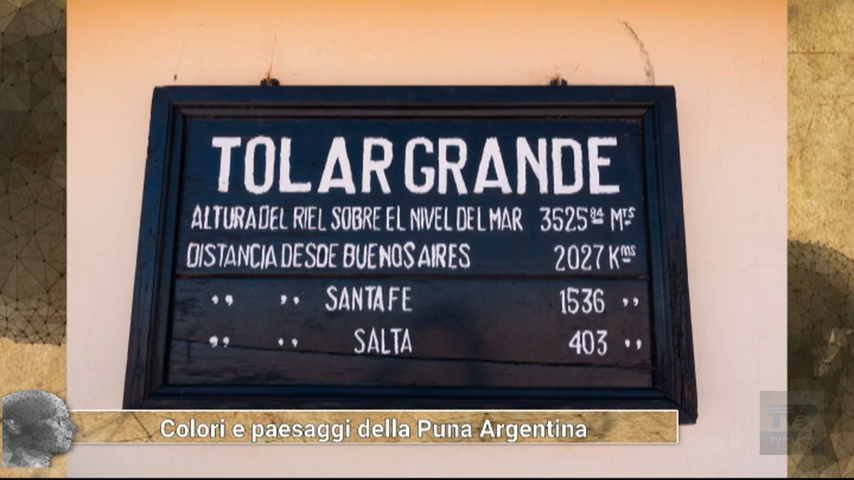 TOLAR GRANDE
ALTURA DEL RIEL SOBRE EL NIVEL DEL MAR 3525 84 Mts
DISTANCIA DESDE BUENOS AIRES 2027 Kms
,, ,, SANTA FE 1536 ,,
,, ,, SALTA 403 ,,
Colori e paesaggi della Puna Argentina